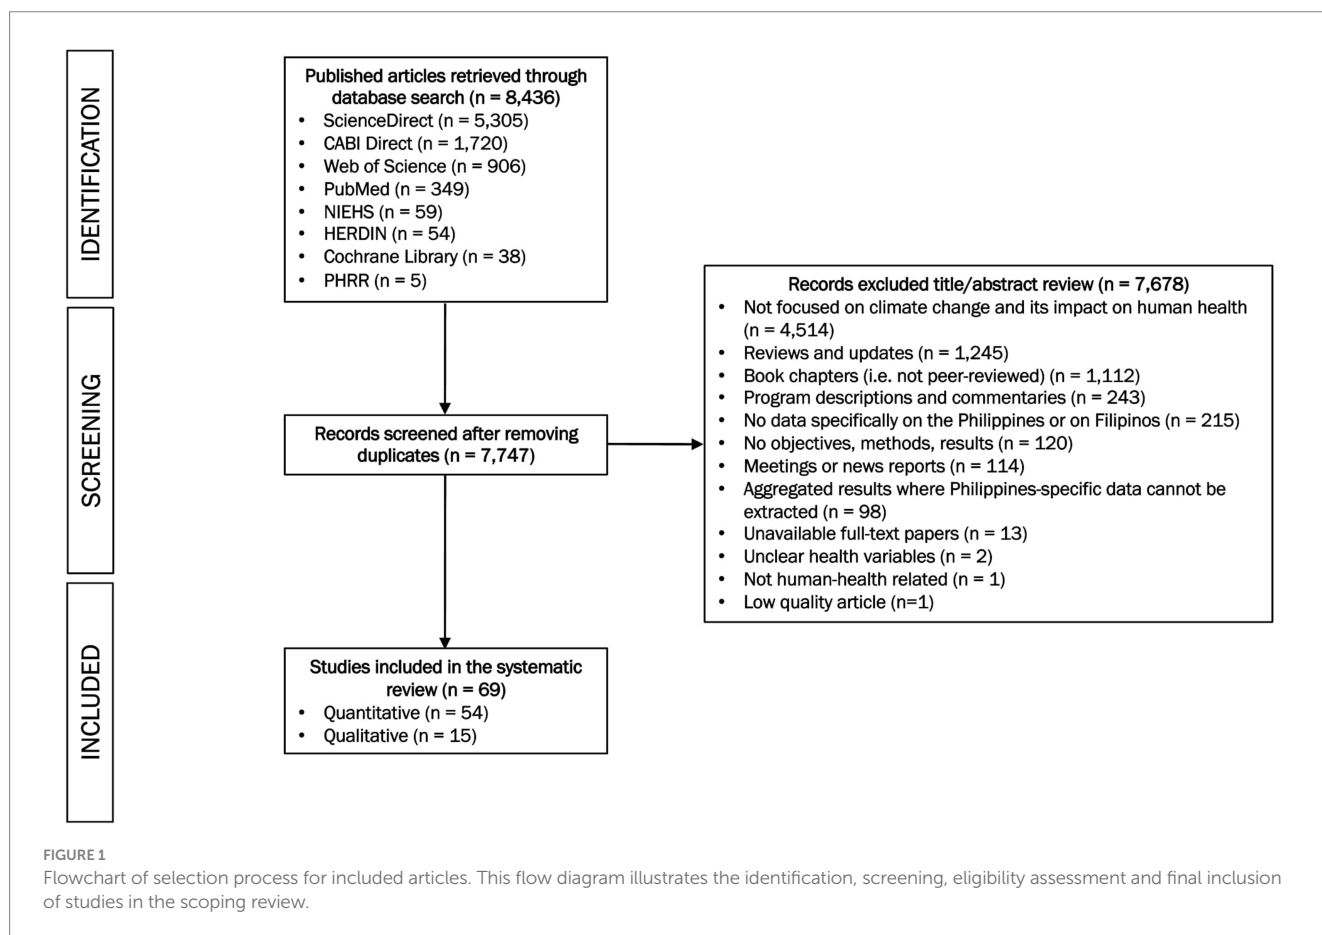 IDENTIFICATION
Published articles retrieved through
database search (n = 8,436)
• ScienceDirect (n = 5,305)
• CABI Direct (n = 1,720)
• Web of Science (n = 906)
• PubMed (n = 349)
• NIEHS (n = 59)
• HERDIN (n = 54)
• Cochrane Library (n = 38)
• PHRR (n = 5)
SCREENING
Records screened after removing
duplicates (n = 7,747)
Records excluded title/abstract review (n = 7,678)
• Not focused on climate change and its impact on human health
(n = 4,514)
• Reviews and updates (n = 1,245)
• Book chapters (i.e. not peer-reviewed) (n = 1,112)
• Program descriptions and commentaries (n = 243)
• No data specifically on the Philippines or on Filipinos (n = 215)
• No objectives, methods, results (n = 120)
• Meetings or news reports (n = 114)
• Aggregated results where Philippines-specific data cannot be
extracted (n = 98)
• Unavailable full-text papers (n = 13)
• Unclear health variables (n = 2)
• Not human-health related (n = 1)
• Low quality article (n=1)
INCLUDED
Studies included in the systematic
review (n = 69)
• Quantitative (n = 54)
• Qualitative (n = 15)
FIGURE 1
Flowchart of selection process for included articles. This flow diagram illustrates the identification, screening, eligibility assessment and final inclusion
of studies in the scoping review.